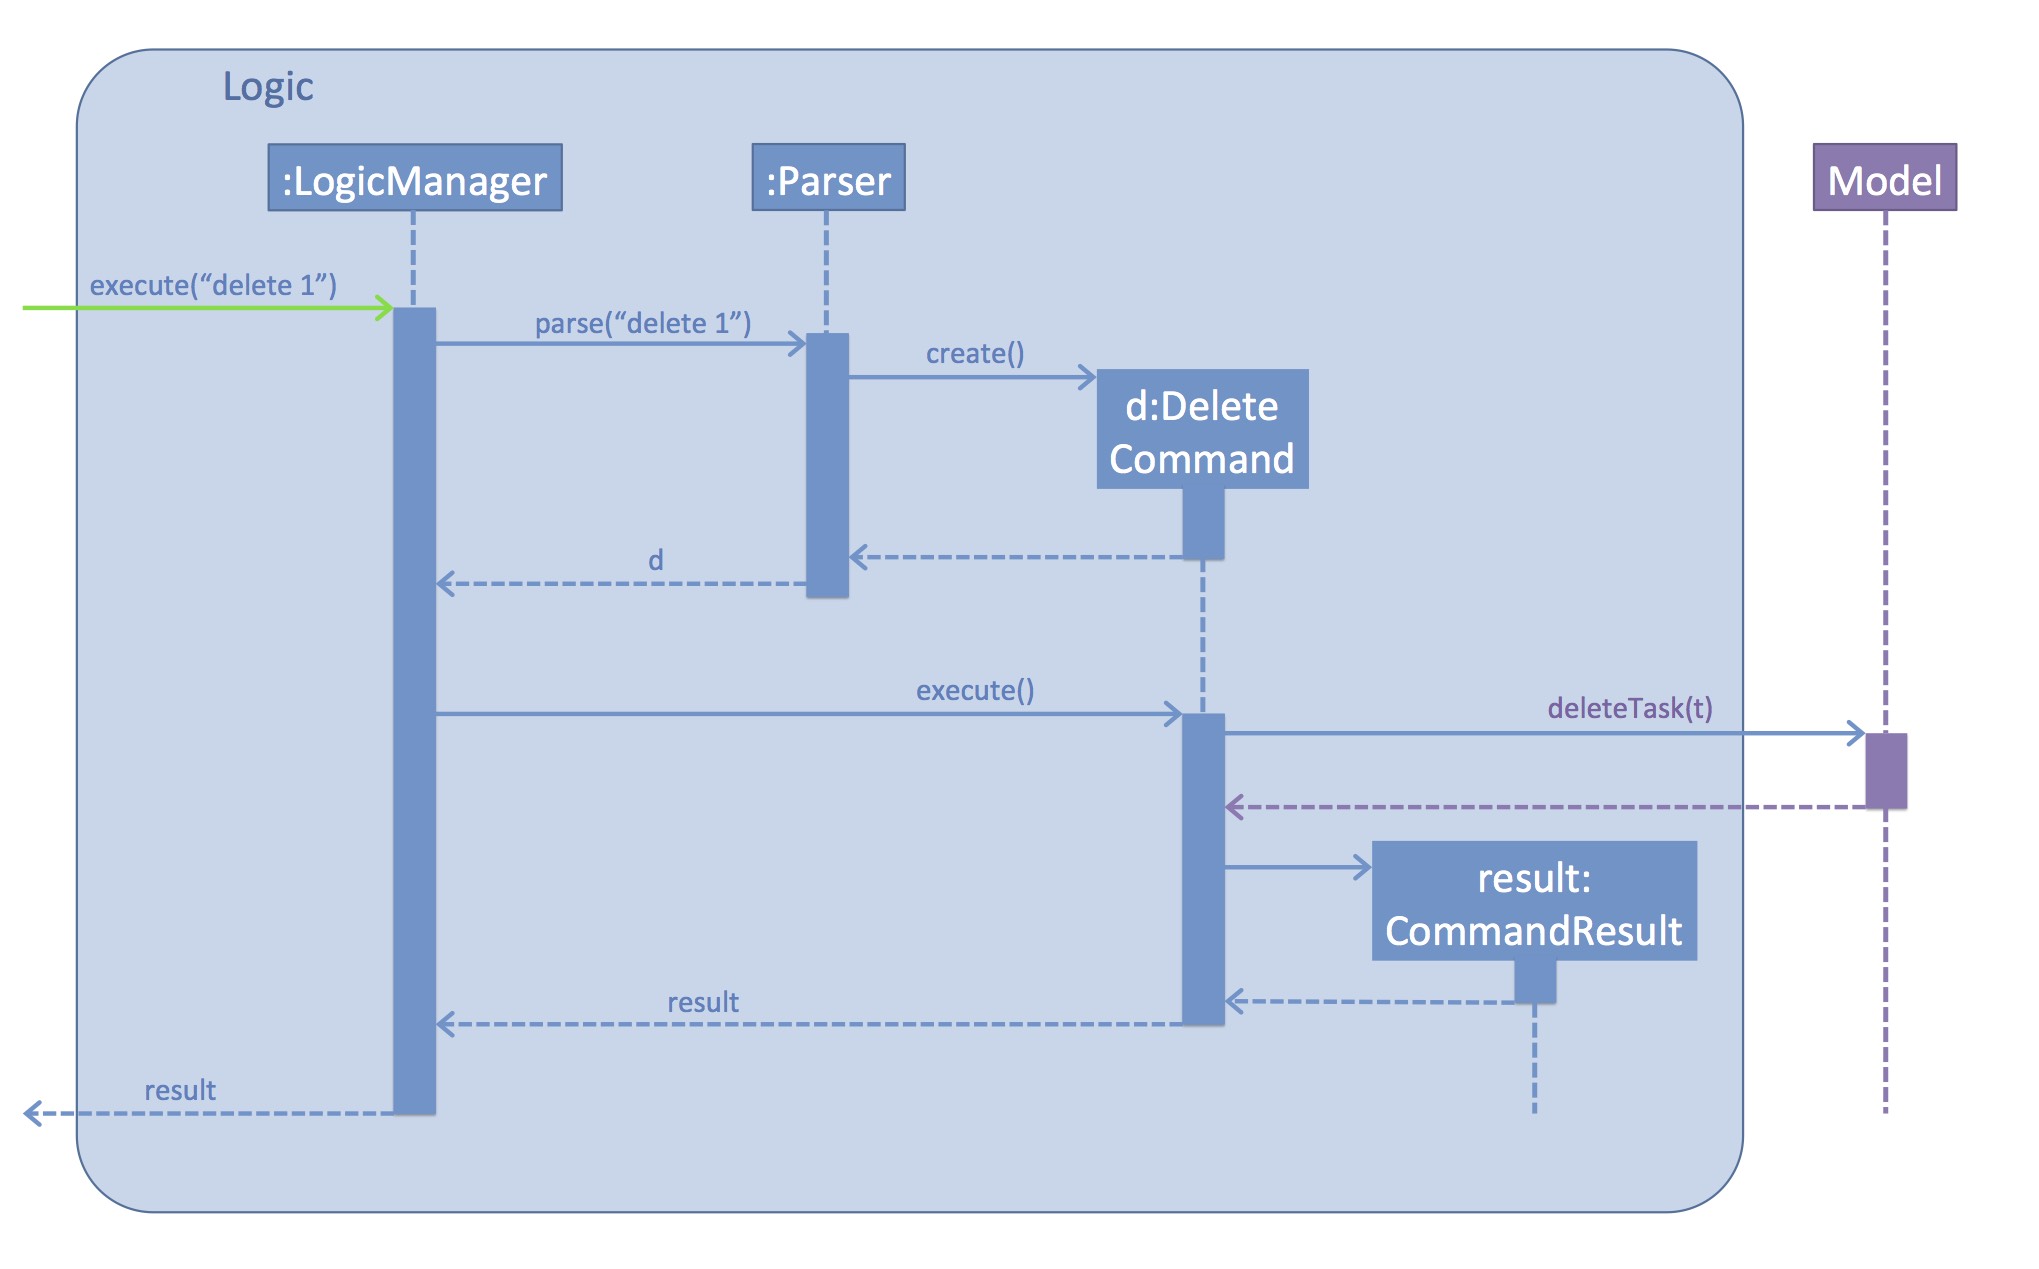 Logic
:LogicManager
:Parser
Model
execute(“delete 1”)
parse(“delete 1”)
create()
d:Delete
Command
d
execute()
deleteTask(t)
result:
CommandResult
result
result